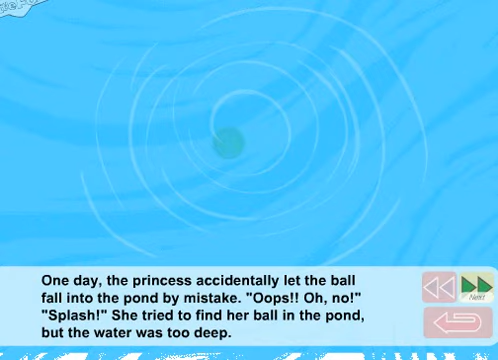 One day, the princess accidentally let the ball
fall into the pond by mistake. "Oops!! Oh, no!"
"Splash!" She tried to find her ball in the pond,
but the water was too deep.
Next